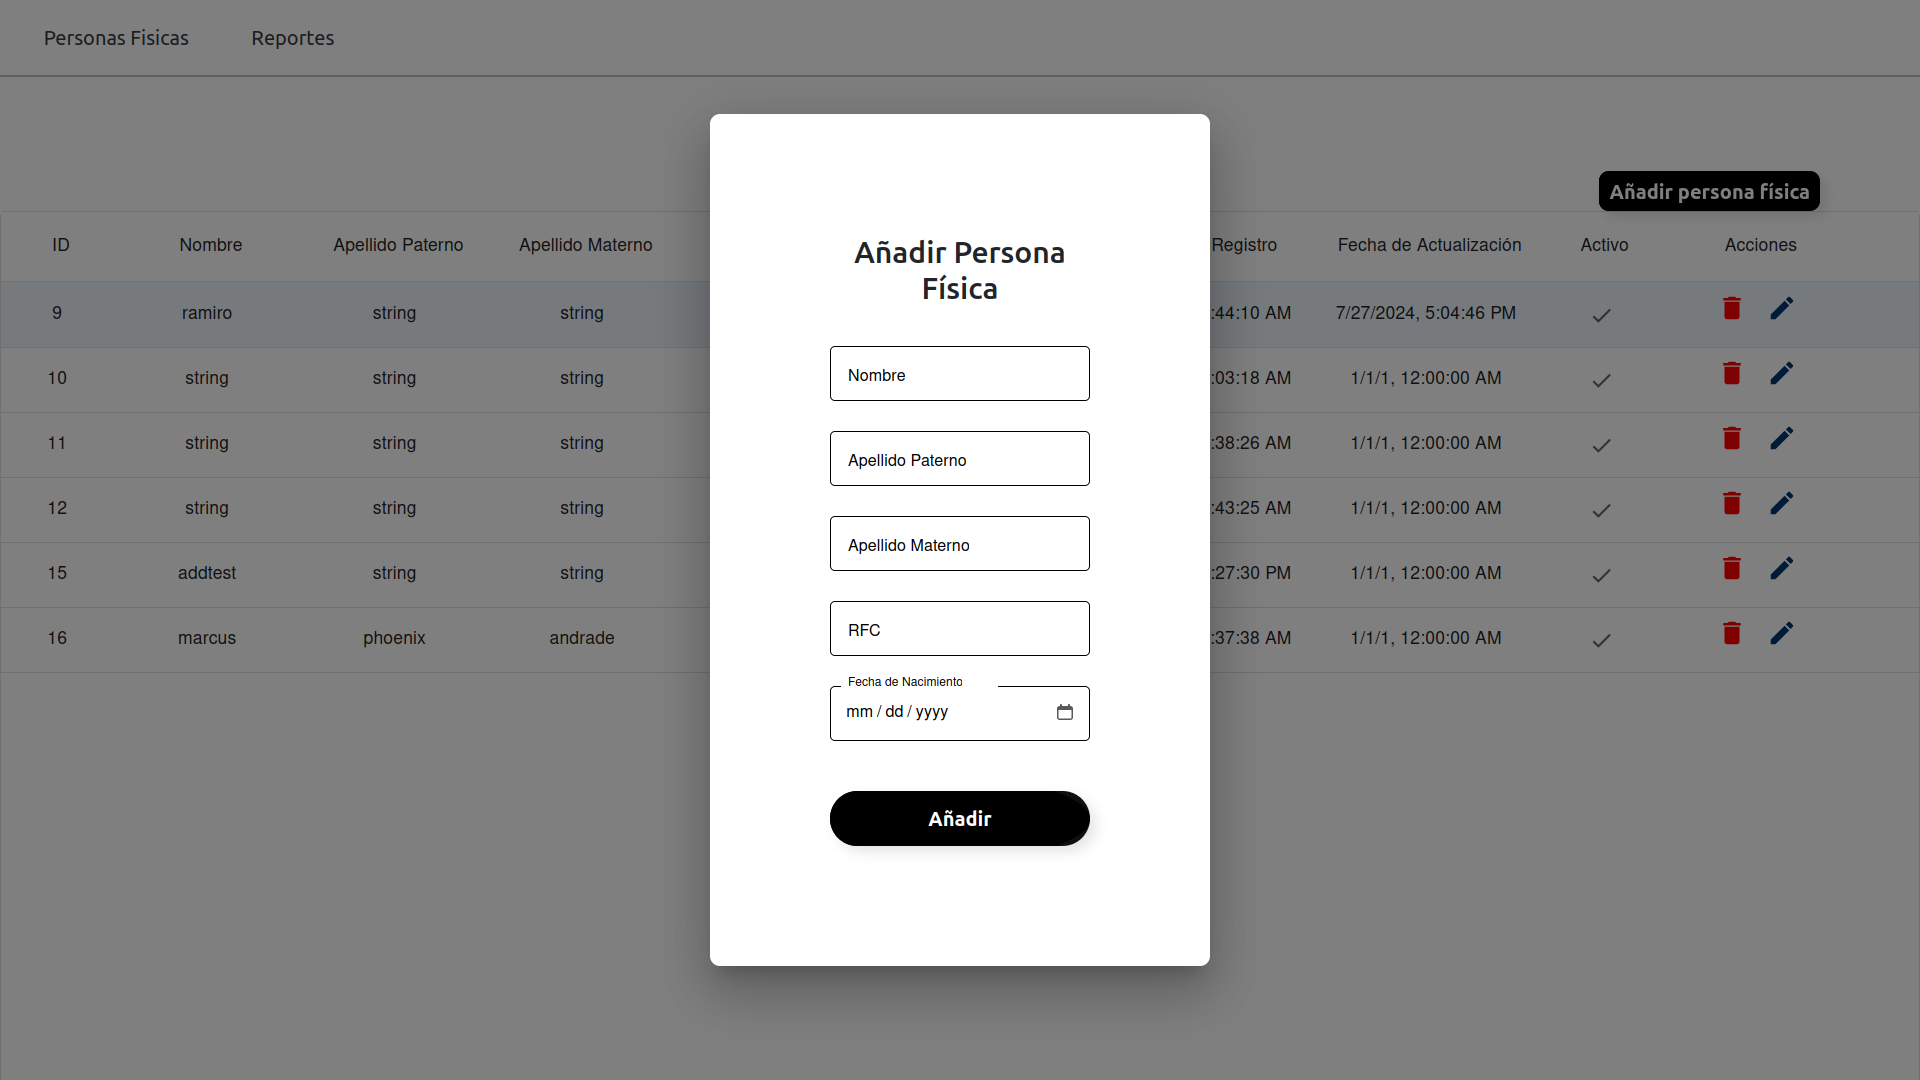 Personas Fisicas Reportes
Añadir persona física
ID Nombre Apellido Paterno Apellido Materno Registro Fecha de Actualización Activo Acciones
9 ramiro string string :44:10 AM 7/27/2024, 5:04:46 PM
10 string string string :03:18 AM 1/1/1, 12:00:00 AM
11 string string string :38:26 AM 1/1/1, 12:00:00 AM
12 string string string :43:25 AM 1/1/1, 12:00:00 AM
15 addtest string string :27:30 PM 1/1/1, 12:00:00 AM
16 marcus phoenix andrade :37:38 AM 1/1/1, 12:00:00 AM
Añadir Persona
Física
Nombre
Apellido Paterno
Apellido Materno
RFC
Fecha de Nacimiento
mm / dd / yyyy
Añadir